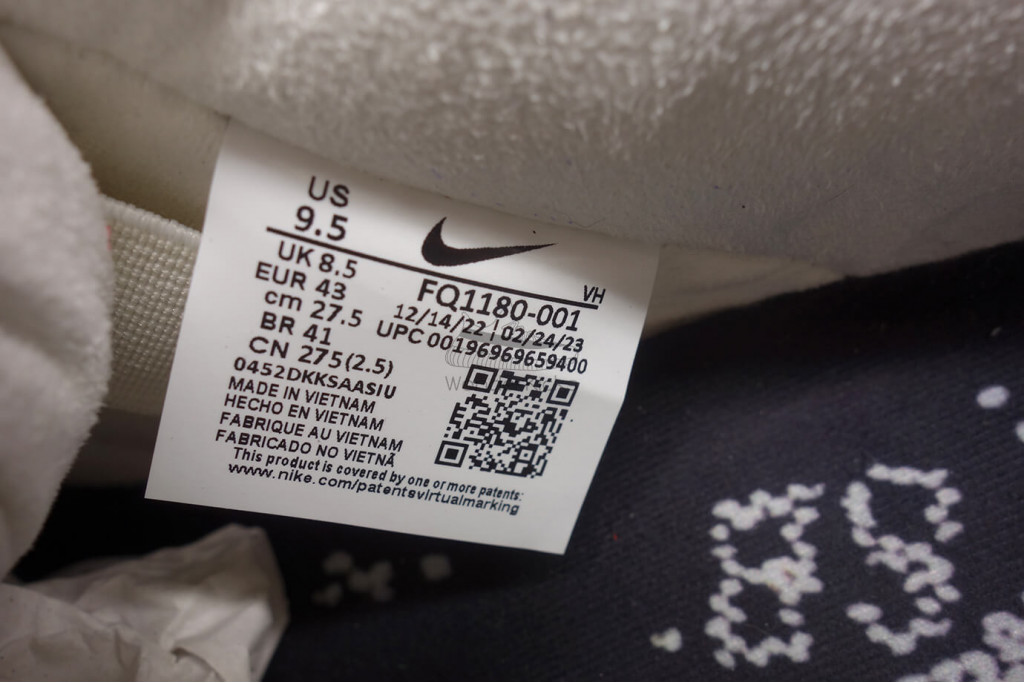 US
9.5
UK 8.5
EUR 43
cm 27.5
BR 41
CN 275(2.5)
0452DKKSAASIU
MADE IN VIETNAM
HECHO EN VIETNAM
FABRIQUE AU VIETNAM
FABRICADO NO VIETNÃ
This product is covered by one or more patents:
www.nike.com/patentsvirtualmarking
VH
FQ1180-001
12/14/22 | 02/24/23
UPC 00196969659400